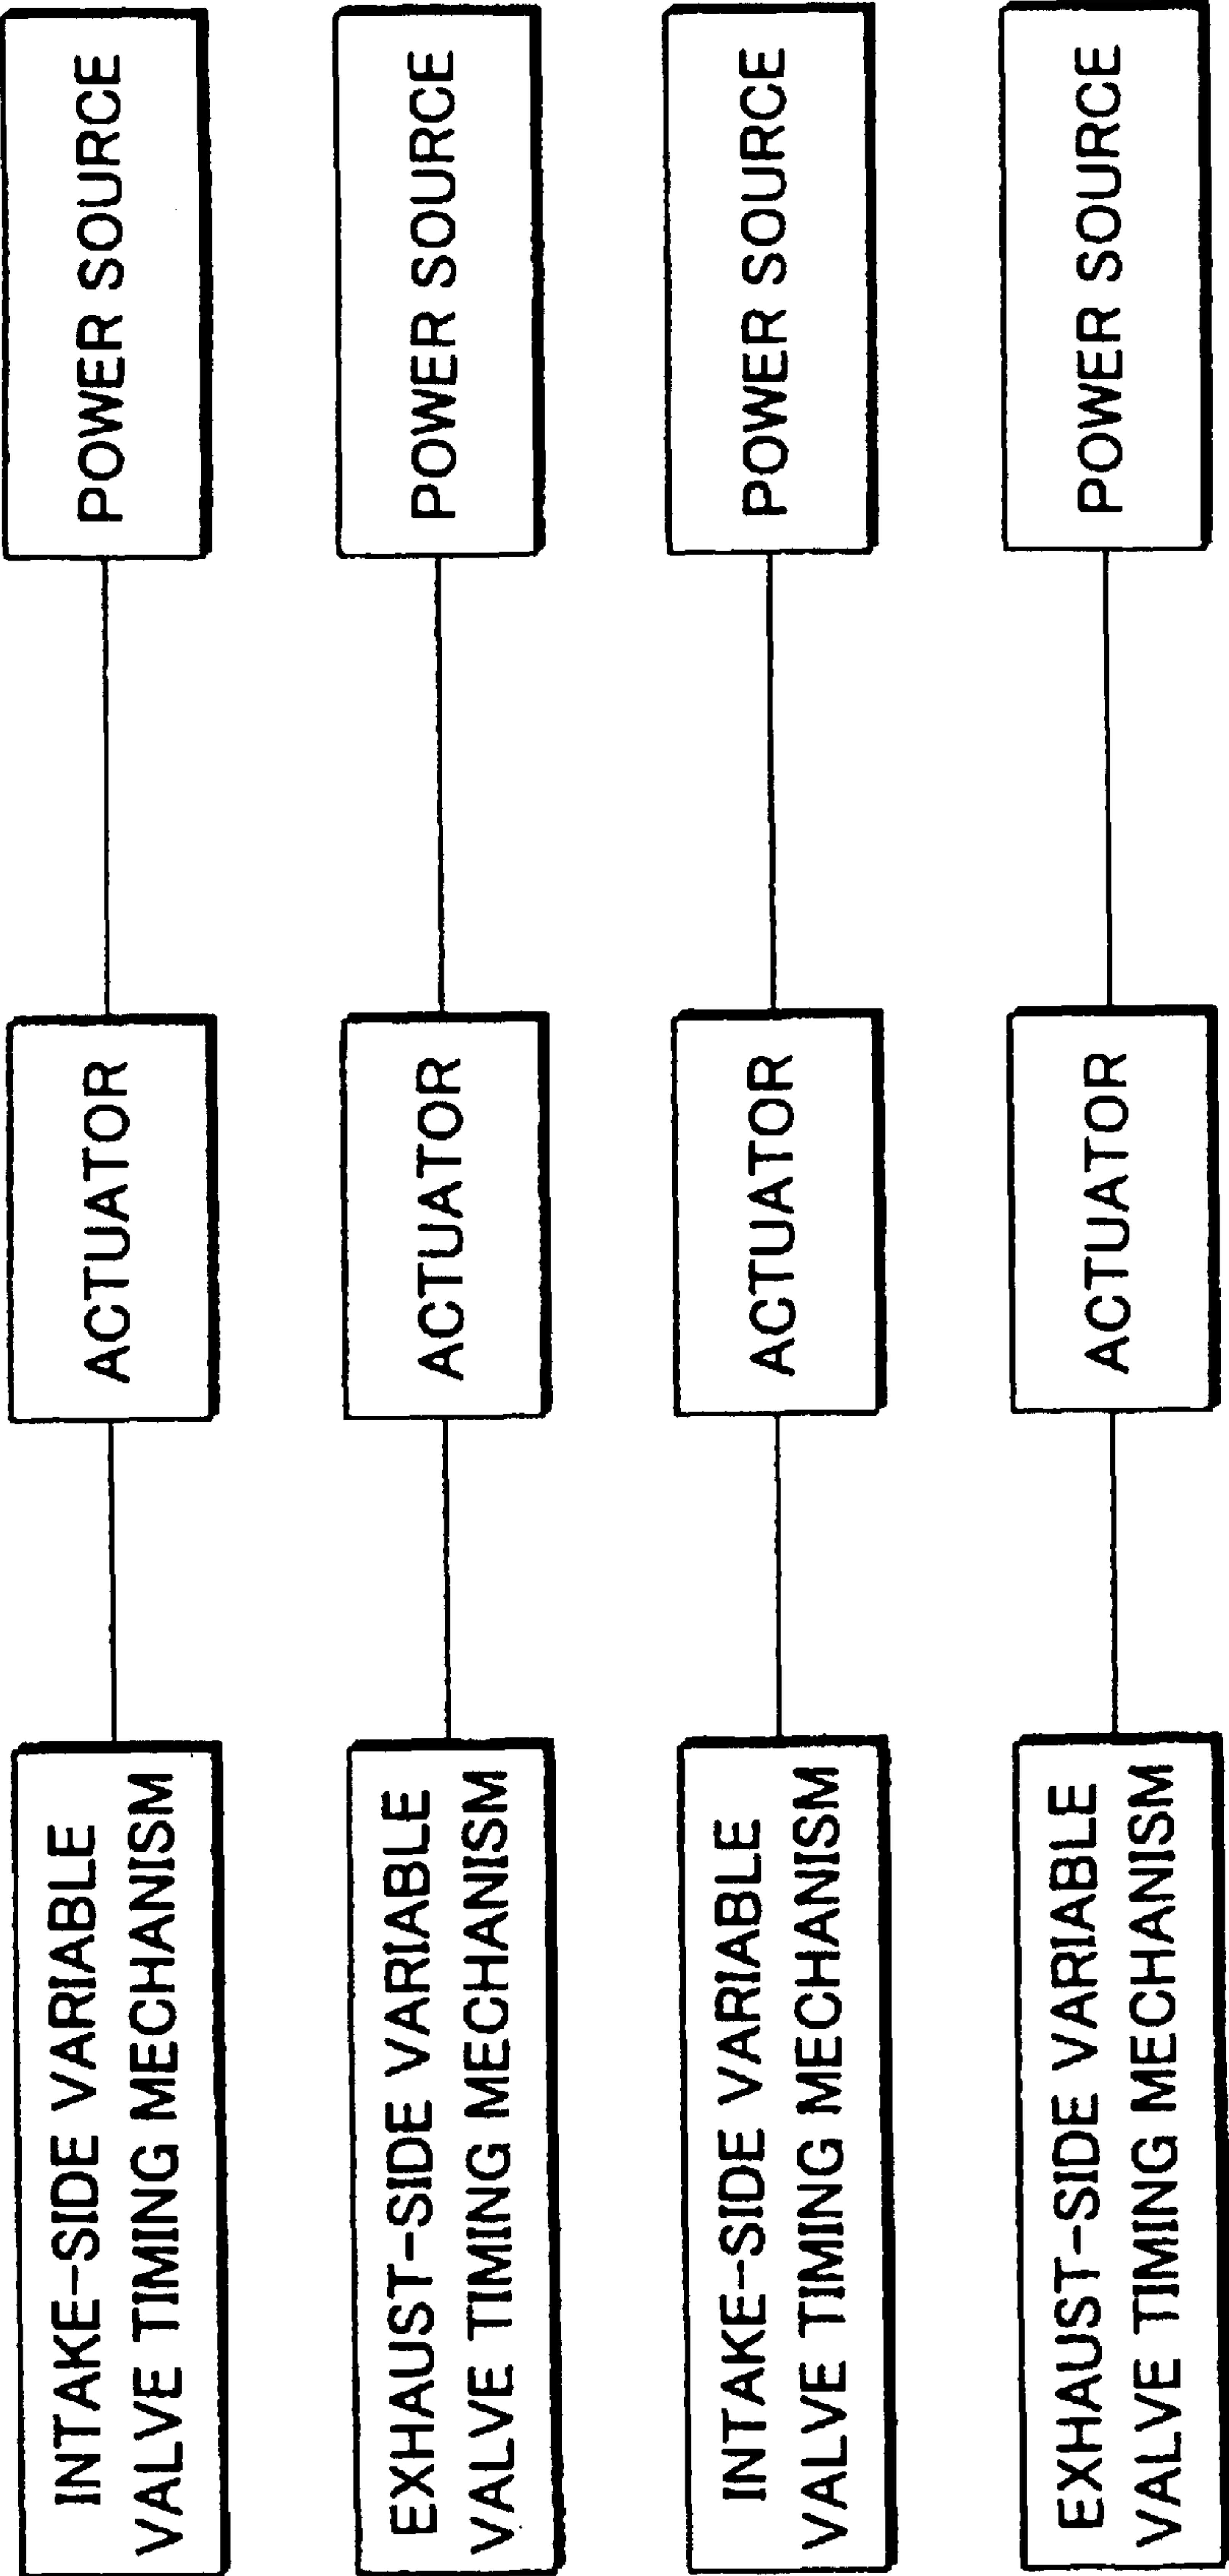 INTAKE-SIDE VARIABLE
VALVE TIMING MECHANISM
ACTUATOR
POWER SOURCE
EXHAUST-SIDE VARIABLE
VALVE TIMING MECHANISM
ACTUATOR
POWER SOURCE
INTAKE-SIDE VARIABLE
VALVE TIMING MECHANISM
ACTUATOR
POWER SOURCE
EXHAUST-SIDE VARIABLE
VALVE TIMING MECHANISM
ACTUATOR
POWER SOURCE